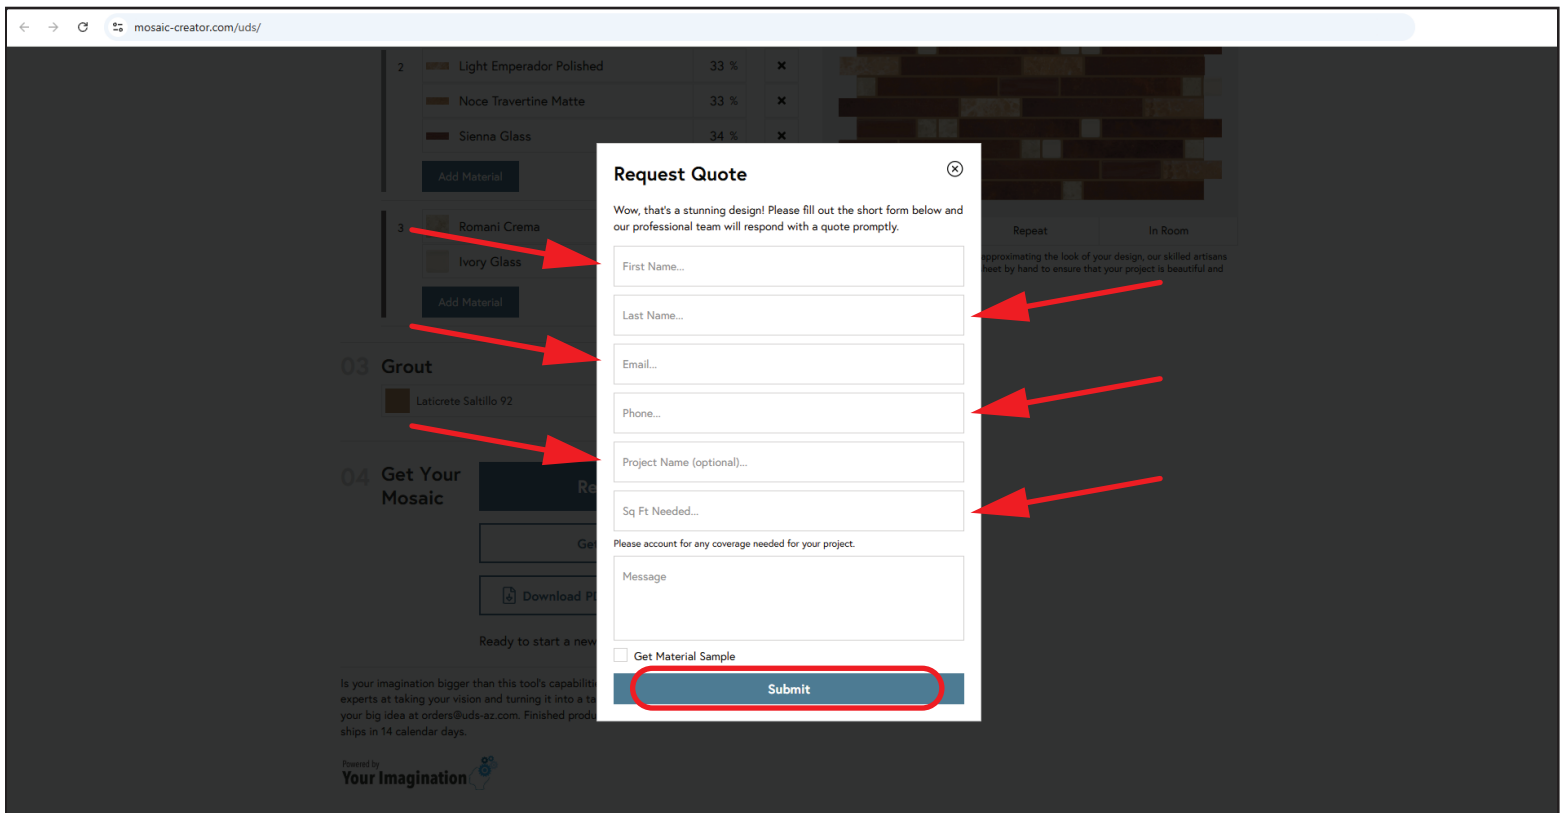 mosaic-creator.com/uds/
2 Light Emperador Polished 33 %
Noce Travertine Matte 33 %
Sienna Glass 34 %
Add Material
3 Romani Crema
Ivory Glass
Add Material
03 Grout
Laticrete Saltillo 92
04 Get Your
Mosaic
Re
Get
Download PD
Ready to start a new
Is your imagination bigger than this tool's capabiliti
experts at taking your vision and turning it into a ta
your big idea at orders@uds-az.com. Finished produ
ships in 14 calendar days.
Powered by
Your Imagination
Request Quote
Wow, that's a stunning design! Please fill out the short form below and
our professional team will respond with a quote promptly.
First Name...
Last Name...
Email...
Phone...
Project Name (optional)...
Sq Ft Needed...
Please account for any coverage needed for your project.
Message
Get Material Sample
Submit
Repeat
In Room
approximating the look of your design, our skilled artisans
heet by hand to ensure that your project is beautiful and